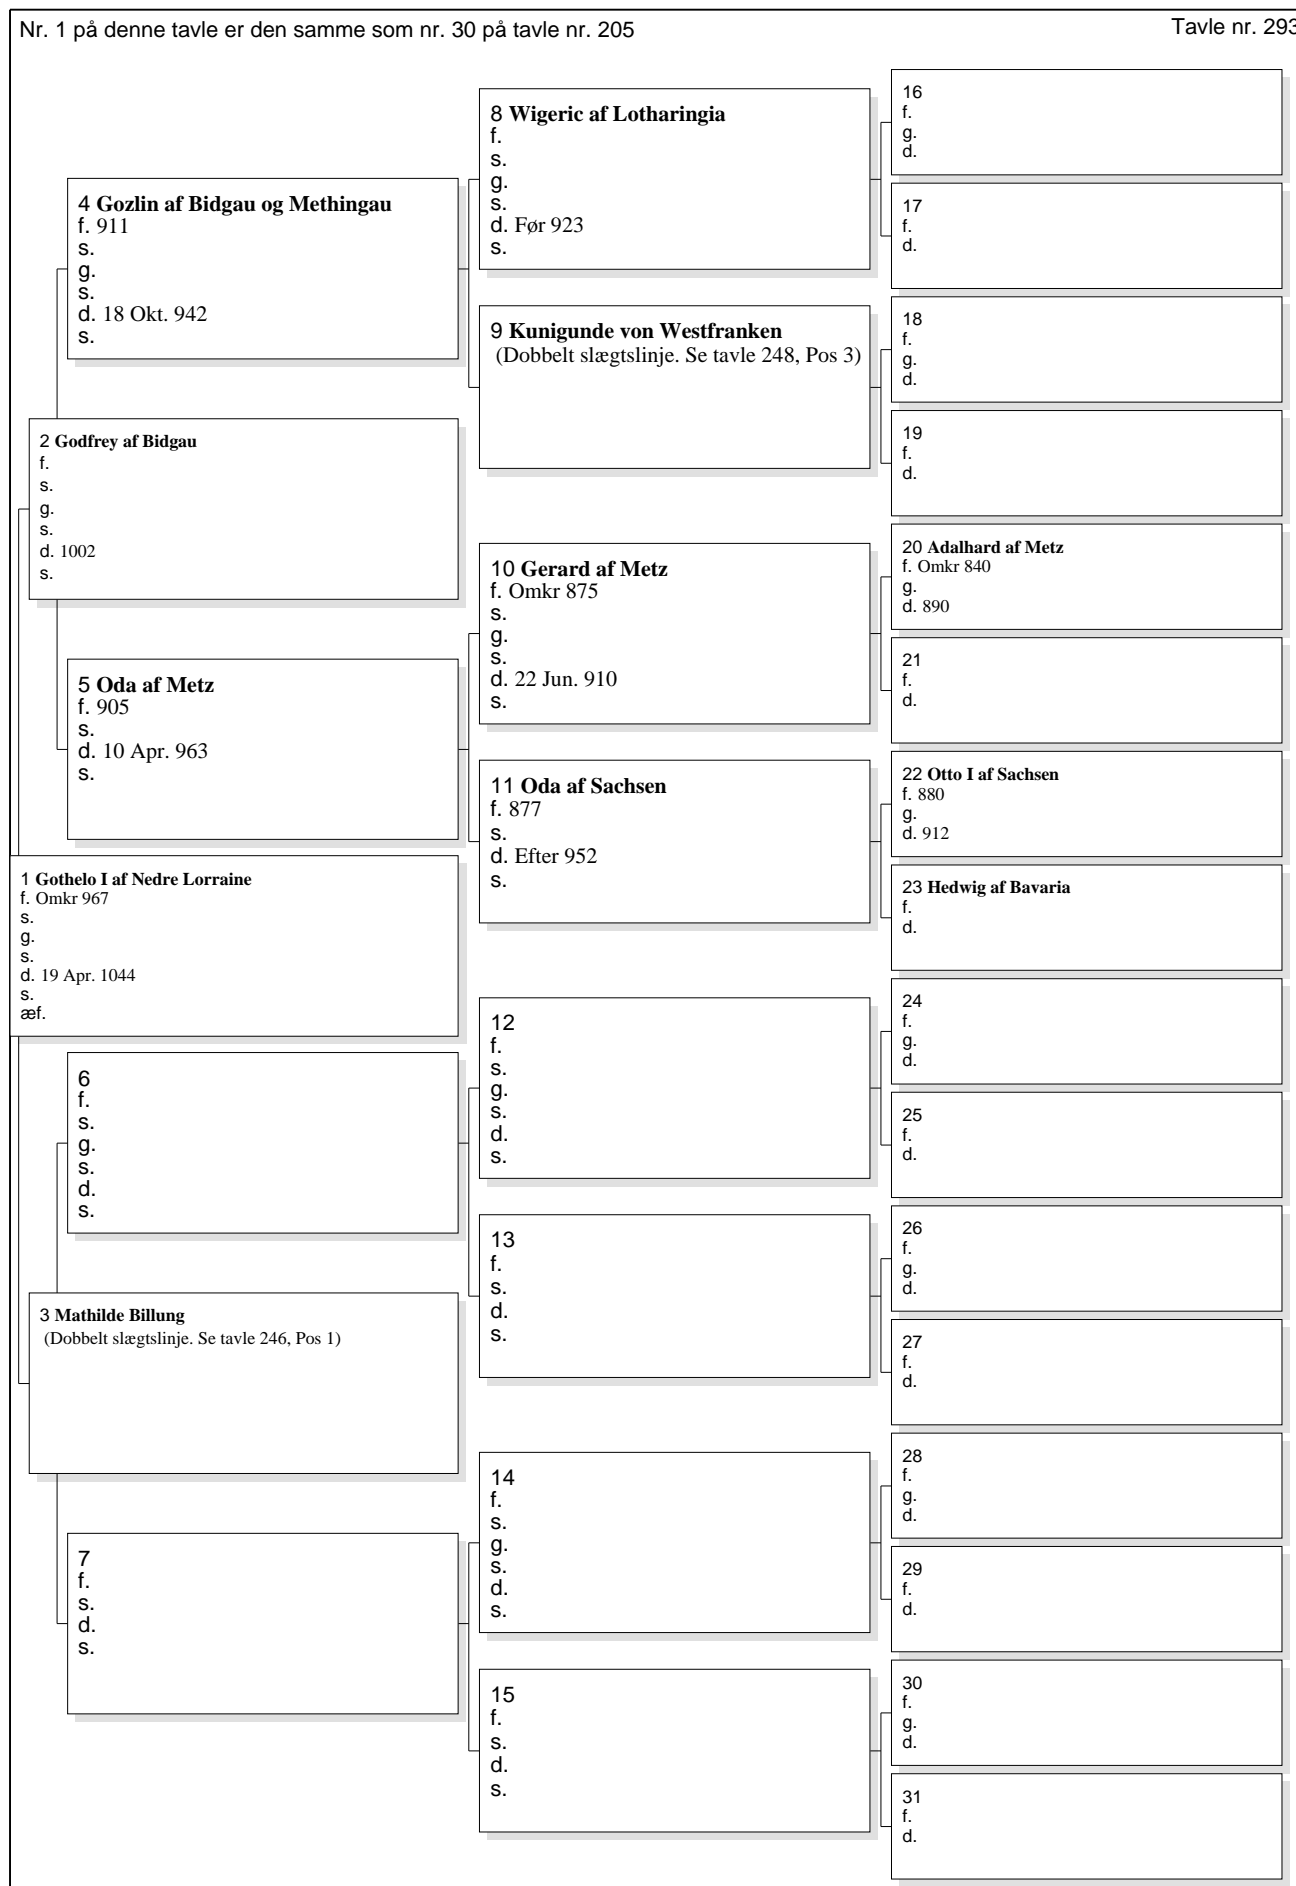 Nr. 1 på denne tavle er den samme som nr. 30 på tavle nr. 205
Tavle nr. 293
1 Gothelo I af Nedre Lorraine
f. Omkr 967
s.
g.
s.
d. 19 Apr. 1044
s.
æf.
2 Godfrey af Bidgau
f.
s.
g.
s.
d. 1002
s.
3 Mathilde Billung
(Dobbelt slægtslinje. Se tavle 246, Pos 1)
4 Gozlin af Bidgau og Methingau
f. 911
s.
g.
s.
d. 18 Okt. 942
s.
5 Oda af Metz
f. 905
s.
d. 10 Apr. 963
s.
6
f.
s.
g.
s.
d.
s.
7
f.
s.
d.
s.
8 Wigeric af Lotharingia
f.
s.
g.
s.
d. Før 923
s.
9 Kunigunde von Westfranken
(Dobbelt slægtslinje. Se tavle 248, Pos 3)
10 Gerard af Metz
f. Omkr 875
s.
g.
s.
d. 22 Jun. 910
s.
11 Oda af Sachsen
f. 877
s.
d. Efter 952
s.
12
f.
s.
g.
s.
d.
s.
13
f.
s.
d.
s.
14
f.
s.
g.
s.
d.
s.
15
f.
s.
d.
s.
16
f.
g.
d.
17
f.
d.
18
f.
g.
d.
19
f.
d.
20 Adalhard af Metz
f. Omkr 840
g.
d. 890
21
f.
d.
22 Otto I af Sachsen
f. 880
g.
d. 912
23 Hedwig af Bavaria
f.
d.
24
f.
g.
d.
25
f.
d.
26
f.
g.
d.
27
f.
d.
28
f.
g.
d.
29
f.
d.
30
f.
g.
d.
31
f.
d.